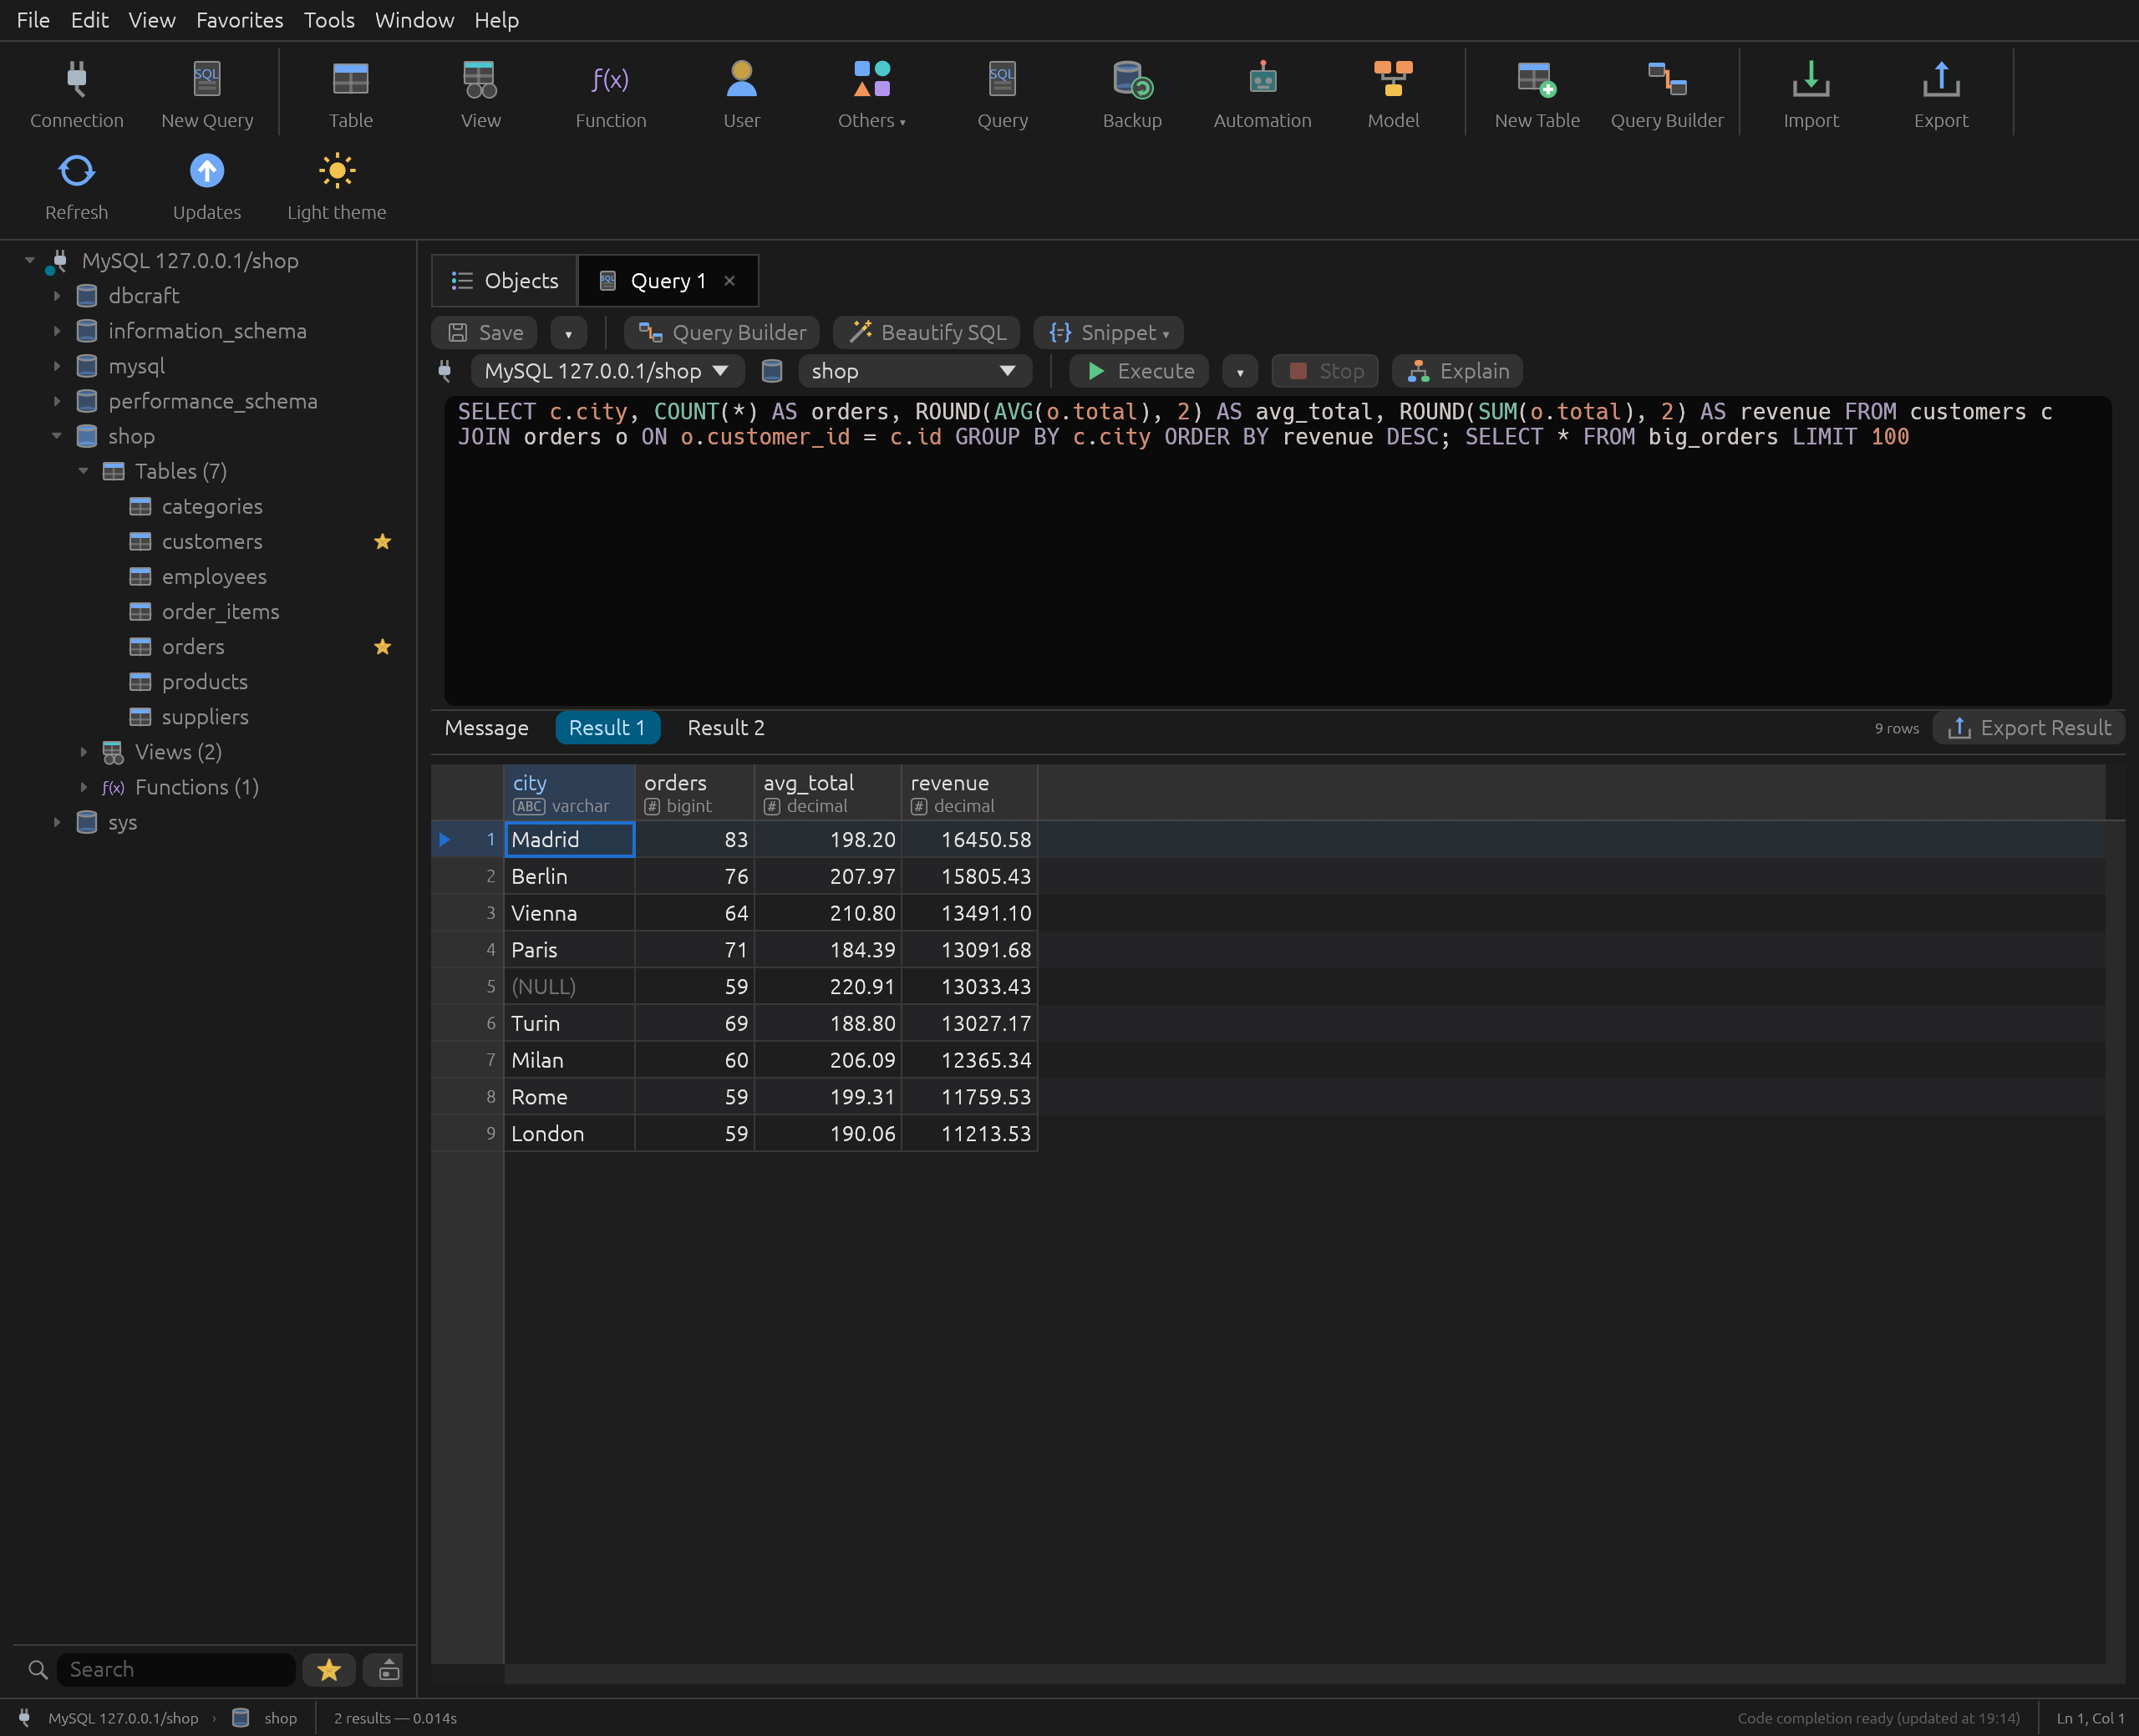 File Edit View Favorites Tools Window Help
Connection New Query Table View Function User Others Query Backup Automation Model New Table Query Builder Import Export
Refresh Updates Light theme
MySQL 127.0.0.1/shop
dbcraft
information_schema
mysql
performance_schema
shop
Tables (7)
categories
customers
employees
order_items
orders
products
suppliers
Views (2)
Functions (1)
sys
Search
Objects Query 1
Save Query Builder Beautify SQL Snippet
MySQL 127.0.0.1/shop shop Execute Stop Explain
SELECT c.city, COUNT(*) AS orders, ROUND(AVG(o.total), 2) AS avg_total, ROUND(SUM(o.total), 2) AS revenue FROM customers c
JOIN orders o ON o.customer_id = c.id GROUP BY c.city ORDER BY revenue DESC; SELECT * FROM big_orders LIMIT 100
Message Result 1 Result 2 9 rows Export Result
city orders avg_total revenue
ABC varchar # bigint # decimal # decimal
1 Madrid 83 198.20 16450.58
2 Berlin 76 207.97 15805.43
3 Vienna 64 210.80 13491.10
4 Paris 71 184.39 13091.68
5 (NULL) 59 220.91 13033.43
6 Turin 69 188.80 13027.17
7 Milan 60 206.09 12365.34
8 Rome 59 199.31 11759.53
9 London 59 190.06 11213.53
MySQL 127.0.0.1/shop › shop 2 results — 0.014s Code completion ready (updated at 19:14) Ln 1, Col 1